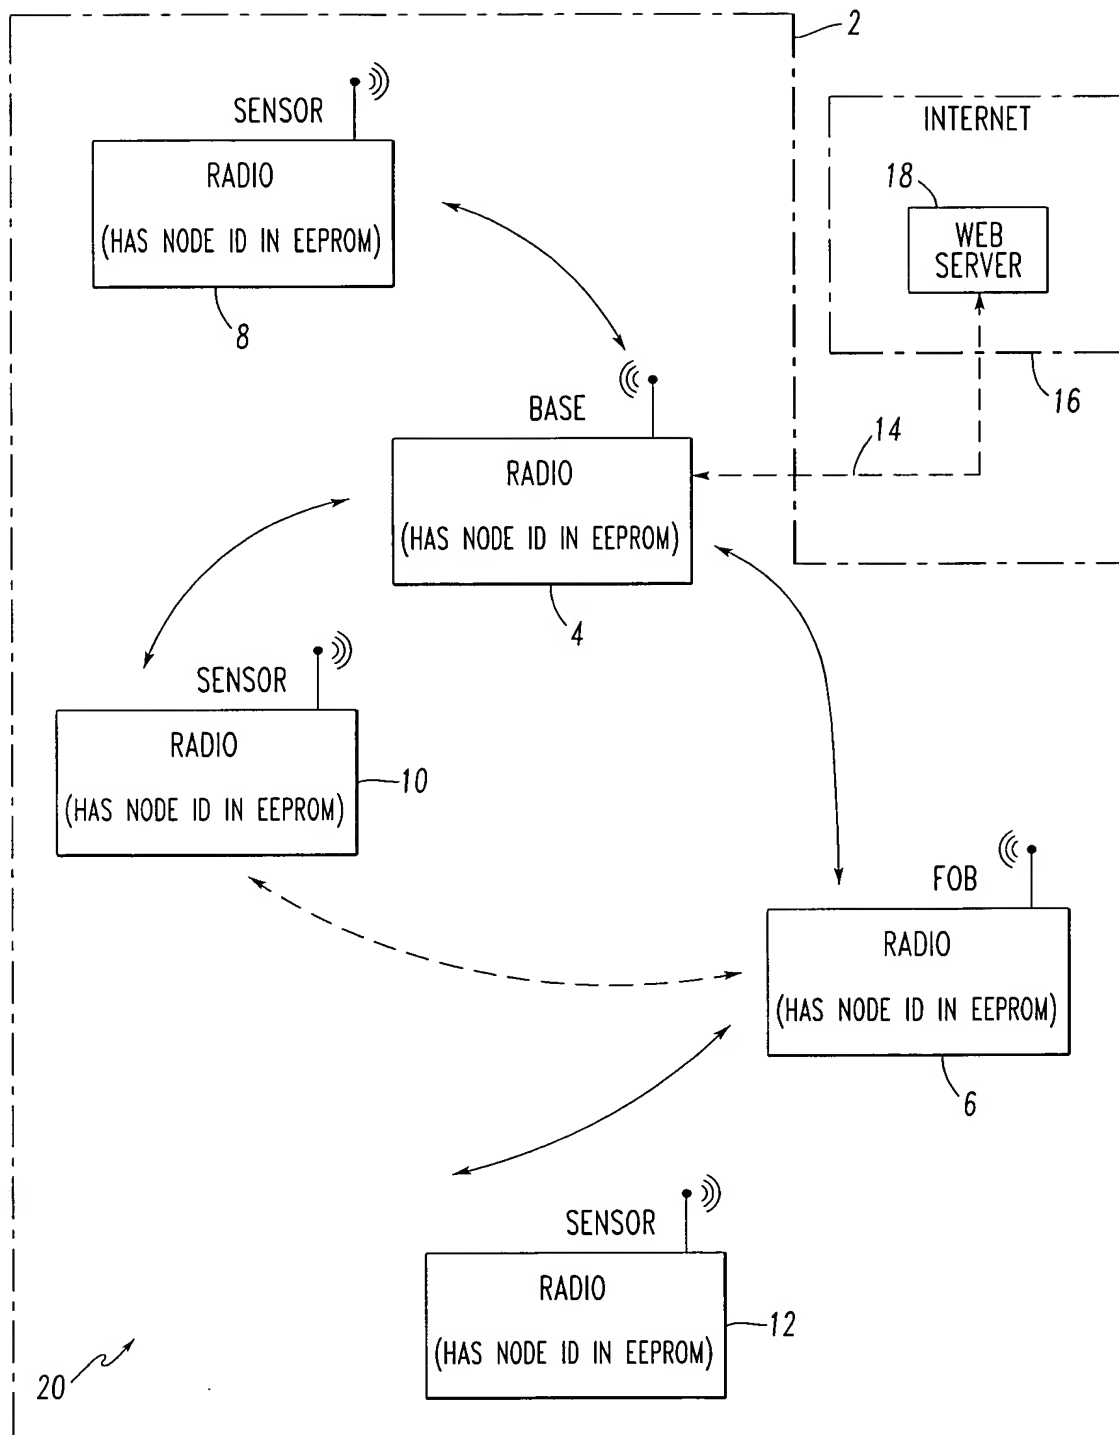 2
SENSOR
RADIO
(HAS NODE ID IN EEPROM)
8
INTERNET
18
WEB
SERVER
16
14
BASE
RADIO
(HAS NODE ID IN EEPROM)
4
SENSOR
RADIO
(HAS NODE ID IN EEPROM)
10
FOB
RADIO
(HAS NODE ID IN EEPROM)
6
SENSOR
RADIO
(HAS NODE ID IN EEPROM)
12
20